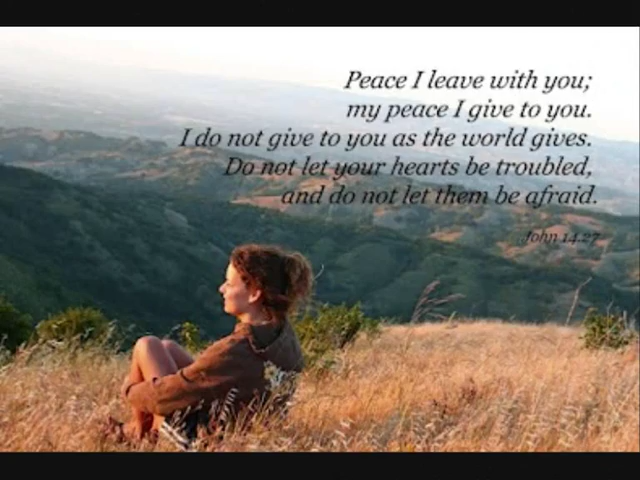 Peace I leave with you;
my peace I give to you.
I do not give to you as the world gives.
Do not let your hearts be troubled,
and do not let them be afraid.
John 14.27